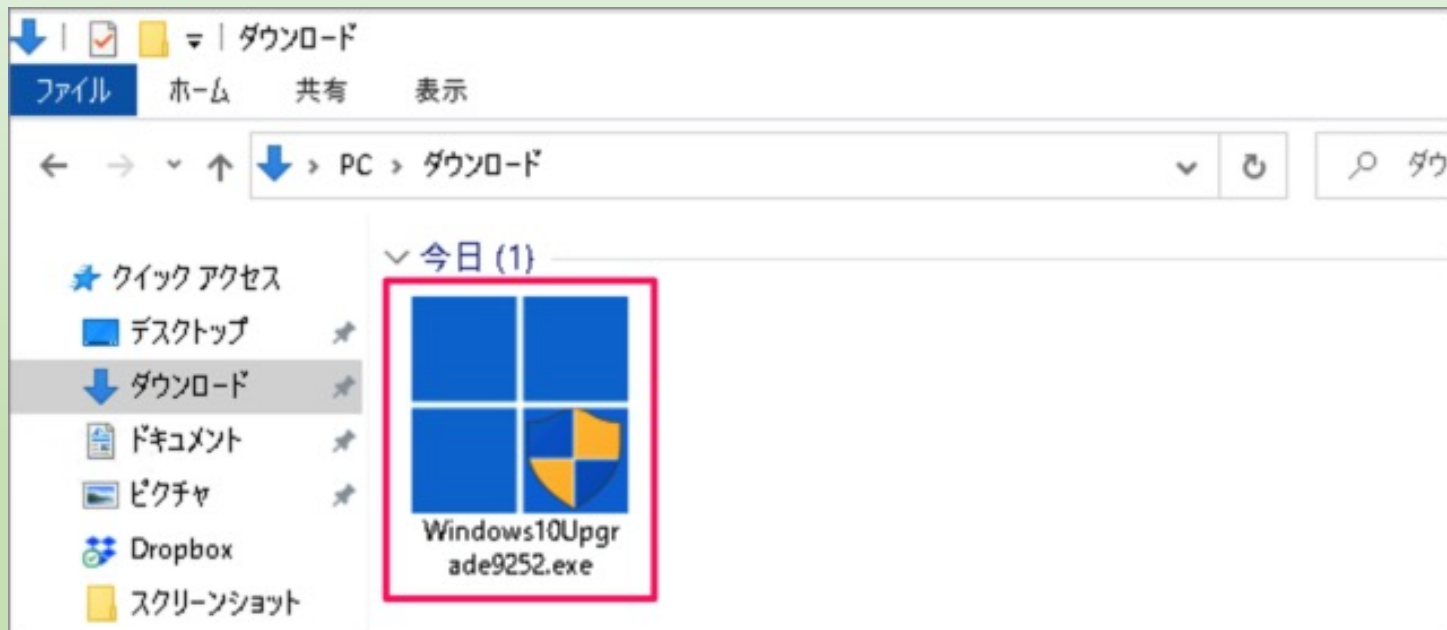 ダウンロード
ファイル ホーム 共有 表示
PC › ダウンロード
ダウ
今日 (1)
クイック アクセス
デスクトップ
ダウンロード
ドキュメント
ピクチャ
Dropbox
スクリーンショット
Windows10Upgr
ade9252.exe